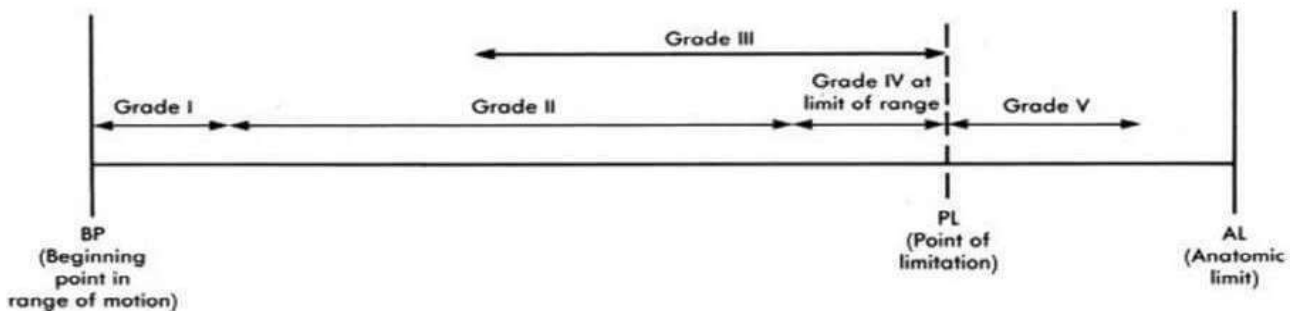 Grade III
Grade I
Grade II
Grade IV at
limit of range
Grade V
BP
(Beginning
point in
range of motion)
PL
(Point of
limitation)
AL
(Anatomic
limit)